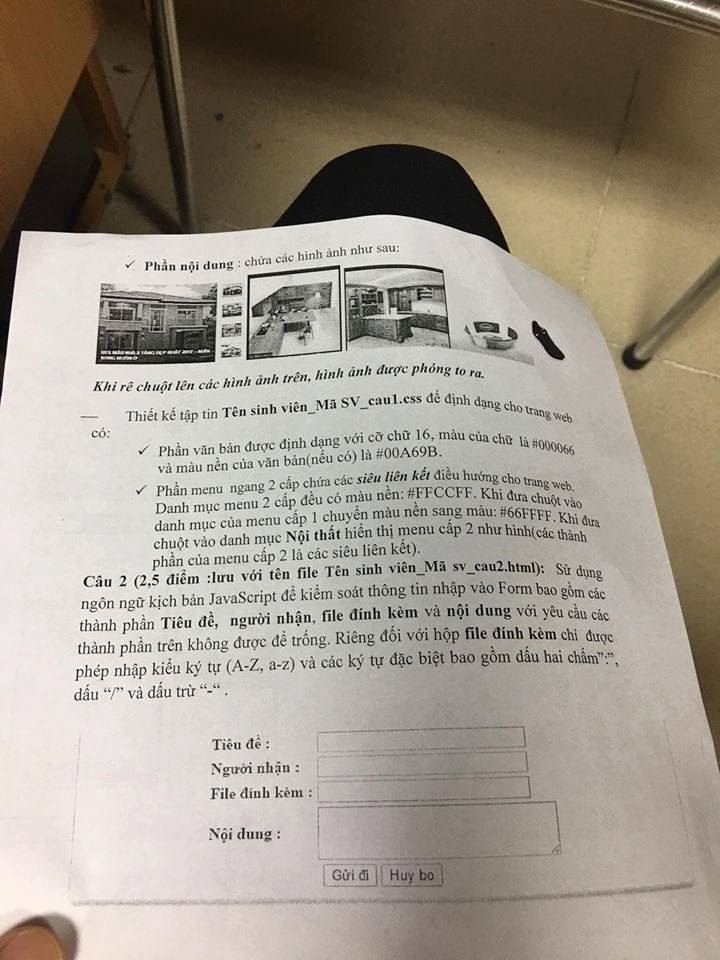 ✓ Phần nội dung : chứa các hình ảnh như sau:
MẪU NHÀ 2 TẦNG ĐẸP NHẤT 2017 -
Khi rê chuột lên các hình ảnh trên, hình ảnh được phóng to ra.
— Thiết kế tập tin Tên sinh viên_Mã SV_cau1.css để định dạng cho trang web
có:
✓ Phần văn bản được định dạng với cỡ chữ 16, màu của chữ là #000066
và màu nền của văn bản(nếu có) là #00A69B.
✓ Phần menu ngang 2 cấp chứa các siêu liên kết điều hướng cho trang web.
Danh mục menu 2 cấp đều có màu nền: #FFCCFF. Khi đưa chuột vào
danh mục của menu cấp 1 chuyển màu nền sang màu: #66FFFF. Khi đưa
chuột vào danh mục Nội thất hiển thị menu cấp 2 như hình(các thành
phần của menu cấp 2 là các siêu liên kết).
Câu 2 (2,5 điểm :lưu với tên file Tên sinh viên_Mã sv_cau2.html): Sử dụng
ngôn ngữ kịch bản JavaScript để kiểm soát thông tin nhập vào Form bao gồm các
thành phần Tiêu đề, người nhận, file đính kèm và nội dung với yêu cầu các
thành phần trên không được để trống. Riêng đối với hộp file đính kèm chỉ được
phép nhập kiểu ký tự (A-Z, a-z) và các ký tự đặc biệt bao gồm dấu hai chấm”:”,
dấu “/” và dấu trừ “-“ .
Tiêu đề :
Người nhận :
File đính kèm :
Nội dung :
Gửi đi Huy bo